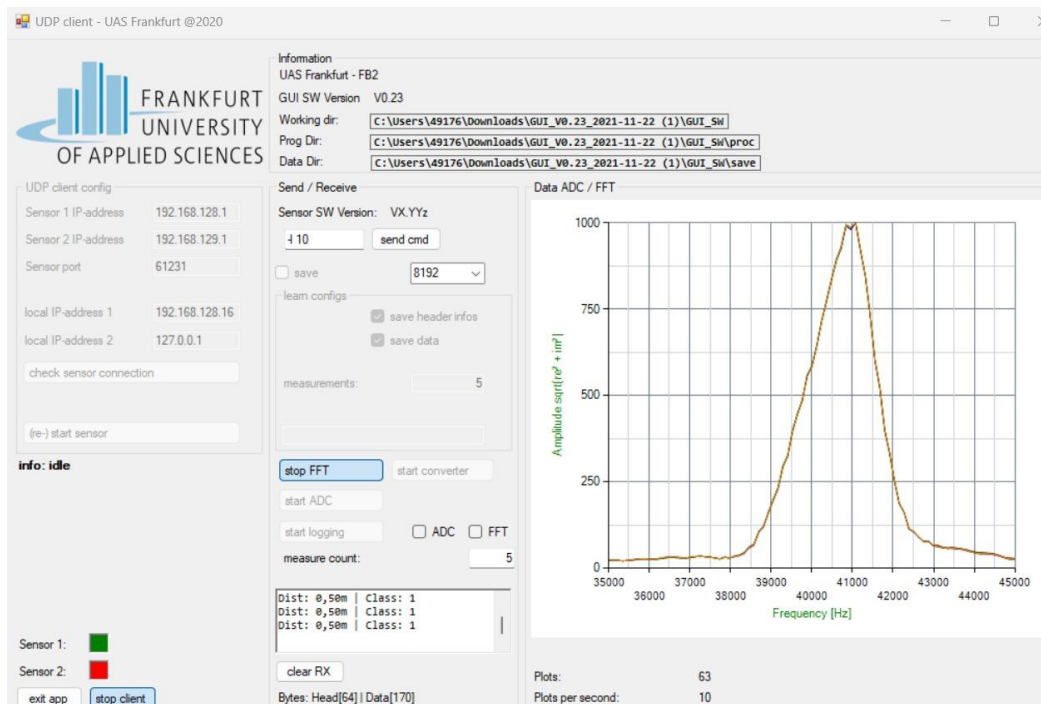 UDP client - UAS Frankfurt @2020
FRANKFURT
UNIVERSITY
OF APPLIED SCIENCES
Information
UAS Frankfurt - FB2
GUI SW Version V0.23
Working dir: C:\Users\49176\Downloads\GUI_V0.23_2021-11-22 (1)\GUI_SW
Prog Dir: C:\Users\49176\Downloads\GUI_V0.23_2021-11-22 (1)\GUI_SW\proc
Data Dir: C:\Users\49176\Downloads\GUI_V0.23_2021-11-22 (1)\GUI_SW\save
UDP client config
Sensor 1 IP-address 192.168.128.1
Sensor 2 IP-address 192.168.129.1
Sensor port 61231
local IP-address 1 192.168.128.16
local IP-address 2 127.0.0.1
check sensor connection
(re-) start sensor
info: idle
Sensor 1:
Sensor 2:
exit app stop client
Send / Receive
Sensor SW Version: VX.YYz
10 send cmd
save 8192
learn configs
save header infos
save data
measurements: 5
stop FFT start converter
start ADC
start logging ADC FFT
measure count: 5
Dist: 0,50m | Class: 1
Dist: 0,50m | Class: 1
Dist: 0,50m | Class: 1
clear RX
Bytes: Head[64] | Data[170]
Data ADC / FFT
Amplitude sqrt[re² + im²]
1000
750
500
250
0
35000 37000 39000 41000 43000 45000
36000 38000 40000 42000 44000
Frequency [Hz]
Plots: 63
Plots per second: 10